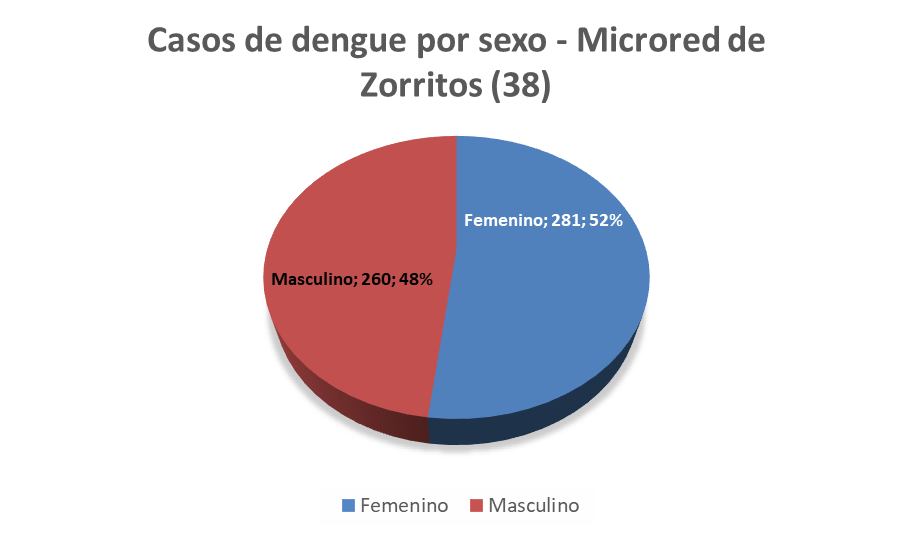 Casos de dengue por sexo - Microred de
Zorritos (38)
Femenino; 281; 52%
Masculino; 260; 48%
Femenino
Masculino